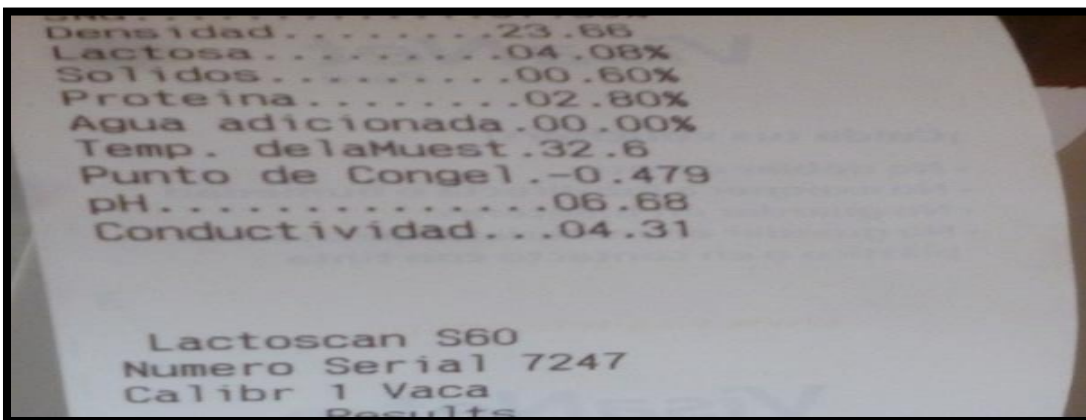 Densidad........23.66
Lactosa.........04.08%
Solidos.........00.60%
Proteina........02.80%
Agua adicionada.00.00%
Temp. delaMuest.32.6
Punto de Congel.-0.479
pH..............06.68
Conductividad...04.31
Lactoscan S60
Numero Serial 7247
Calibr 1 Vaca
Results